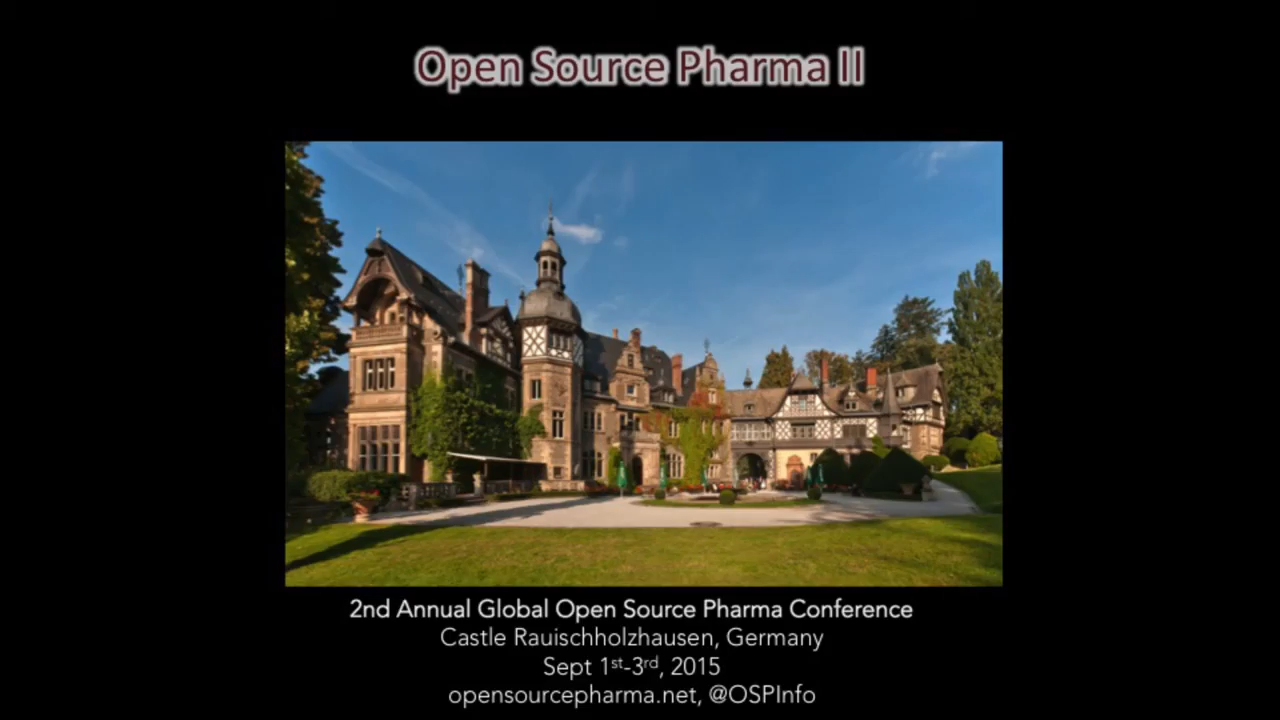 Open Source Pharma II
2nd Annual Global Open Source Pharma Conference
Castle Rauischholzhausen, Germany
Sept 1st-3rd, 2015
opensourcepharma.net, @OSPInfo